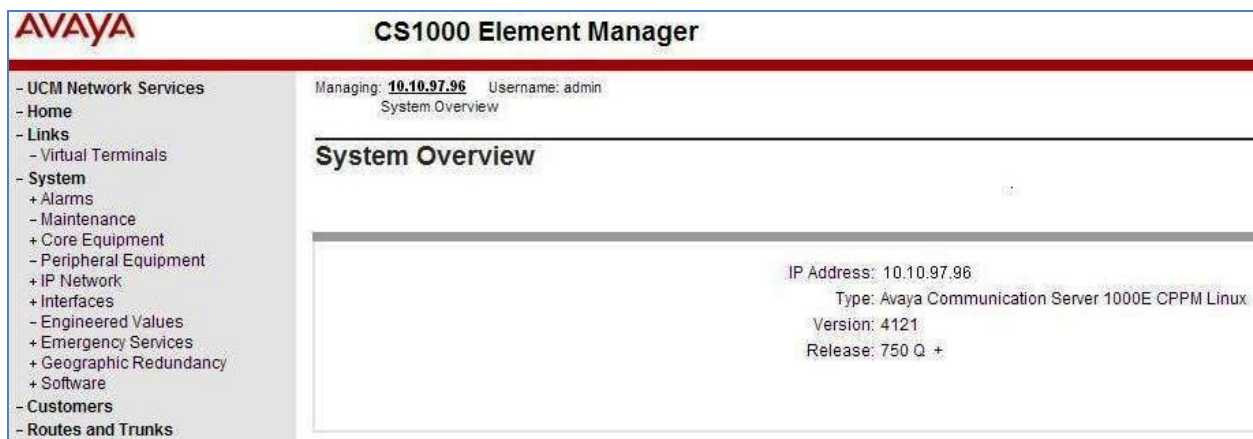 AVAYA
CS1000 Element Manager
- UCM Network Services
- Home
- Links
- Virtual Terminals
- System
+ Alarms
- Maintenance
+ Core Equipment
- Peripheral Equipment
+ IP Network
+ Interfaces
- Engineered Values
+ Emergency Services
+ Geographic Redundancy
+ Software
- Customers
- Routes and Trunks
Managing: 10.10.97.96 Username: admin
System Overview
System Overview
IP Address: 10.10.97.96
Type: Avaya Communication Server 1000E CPPM Linux
Version: 4121
Release: 750 Q +